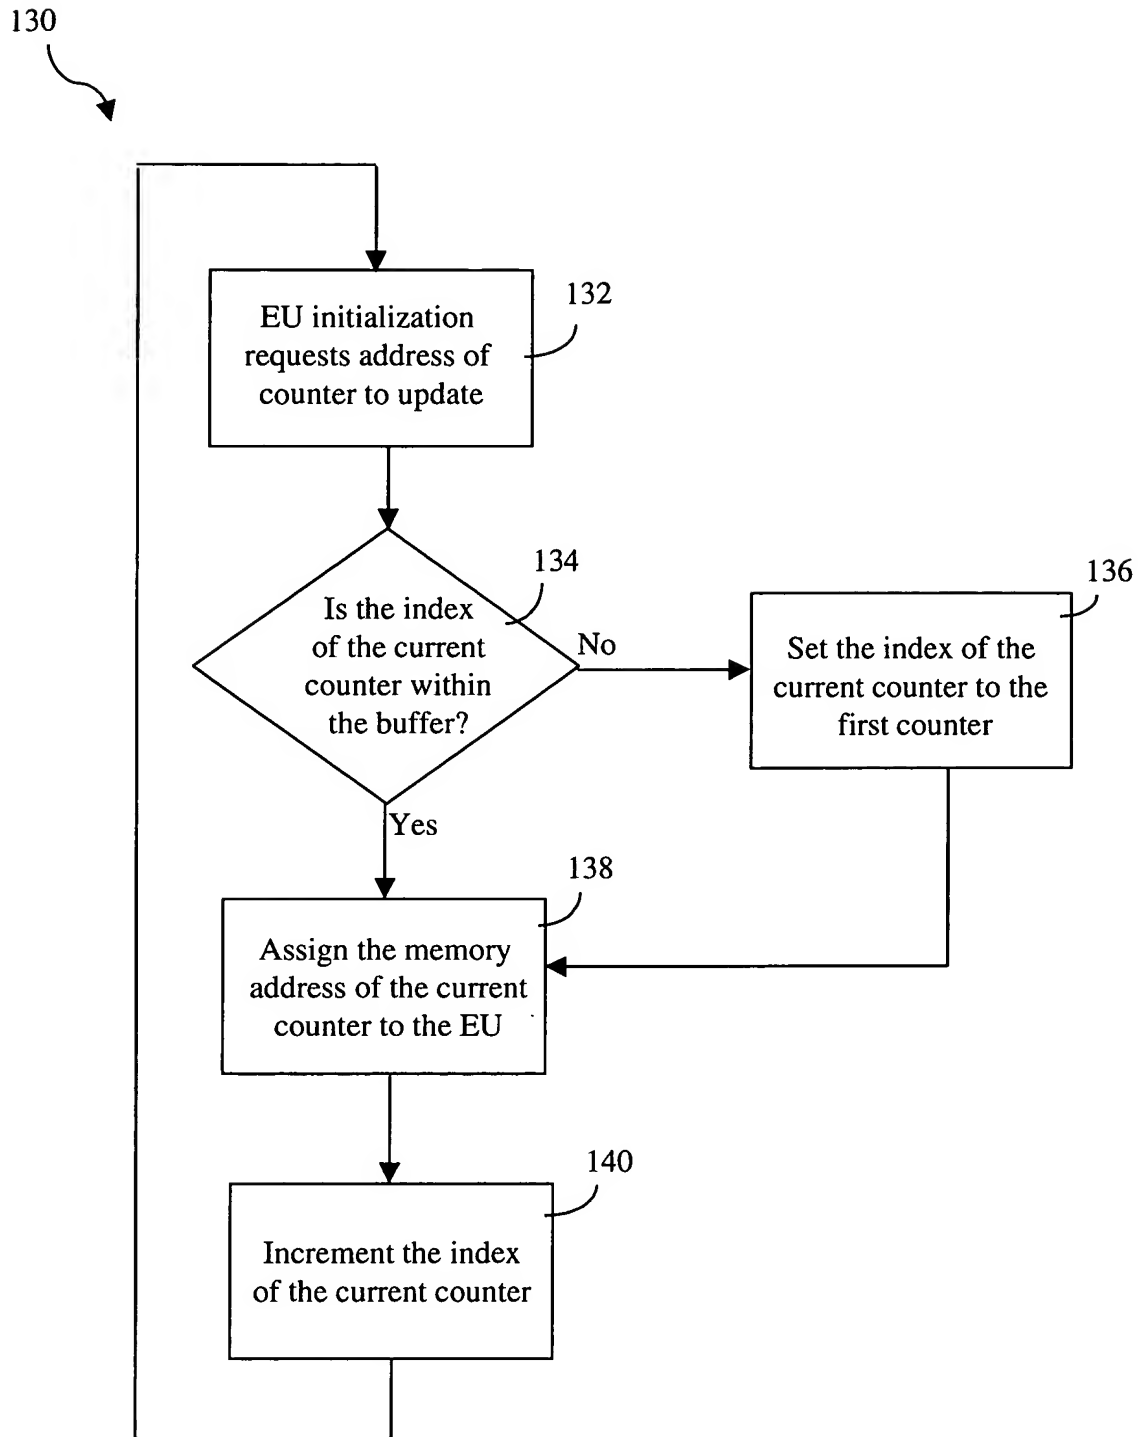 130
EU initialization
requests address of
counter to update
132
Is the index
of the current
counter within
the buffer?
134
No
Set the index of the
current counter to the
first counter
136
Yes
Assign the memory
address of the current
counter to the EU
138
Increment the index
of the current counter
140